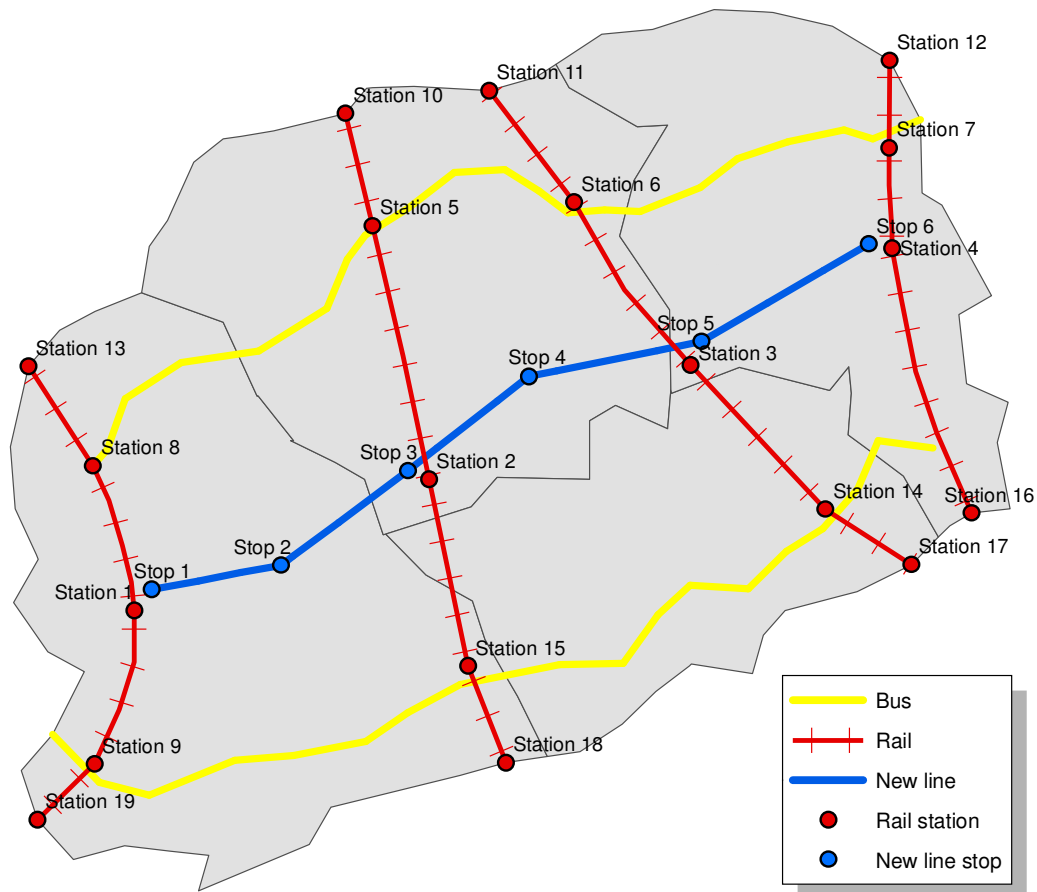 Station 12
Station 11
Station 10
Station 7
Station 6
Station 5
Stop 6
Station 4
Stop 5
Station 13
Station 3
Stop 4
Station 8
Stop 3
Station 2
Station 14
Station 16
Stop 2
Station 17
Stop 1
Station 1
Station 15
Station 9
Station 18
Station 19
Bus
Rail
New line
Rail station
New line stop